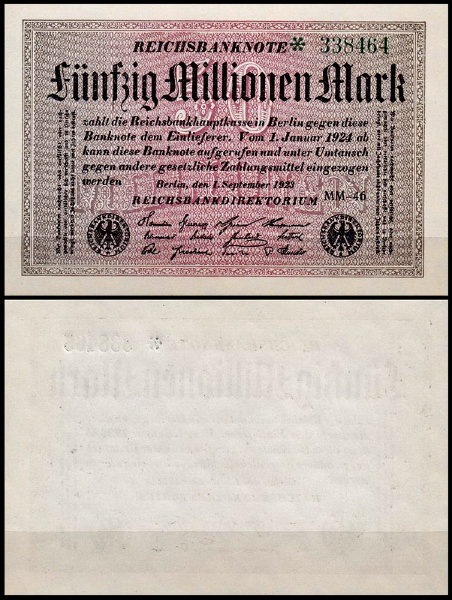 REICHSBANKNOTE * 338464
Fünfzig Millionen Mark
zahlt die Reichsbankhauptkasse in Berlin gegen diese
Banknote dem Einlieferer. Vom 1. Januar 1924 ab
kann diese Banknote aufgerufen und unter Umtausch
gegen andere gesetzliche Zahlungsmittel eingezogen
werden
Berlin, den 1. September 1923
REICHSBANKDIREKTORIUM MM-46
50